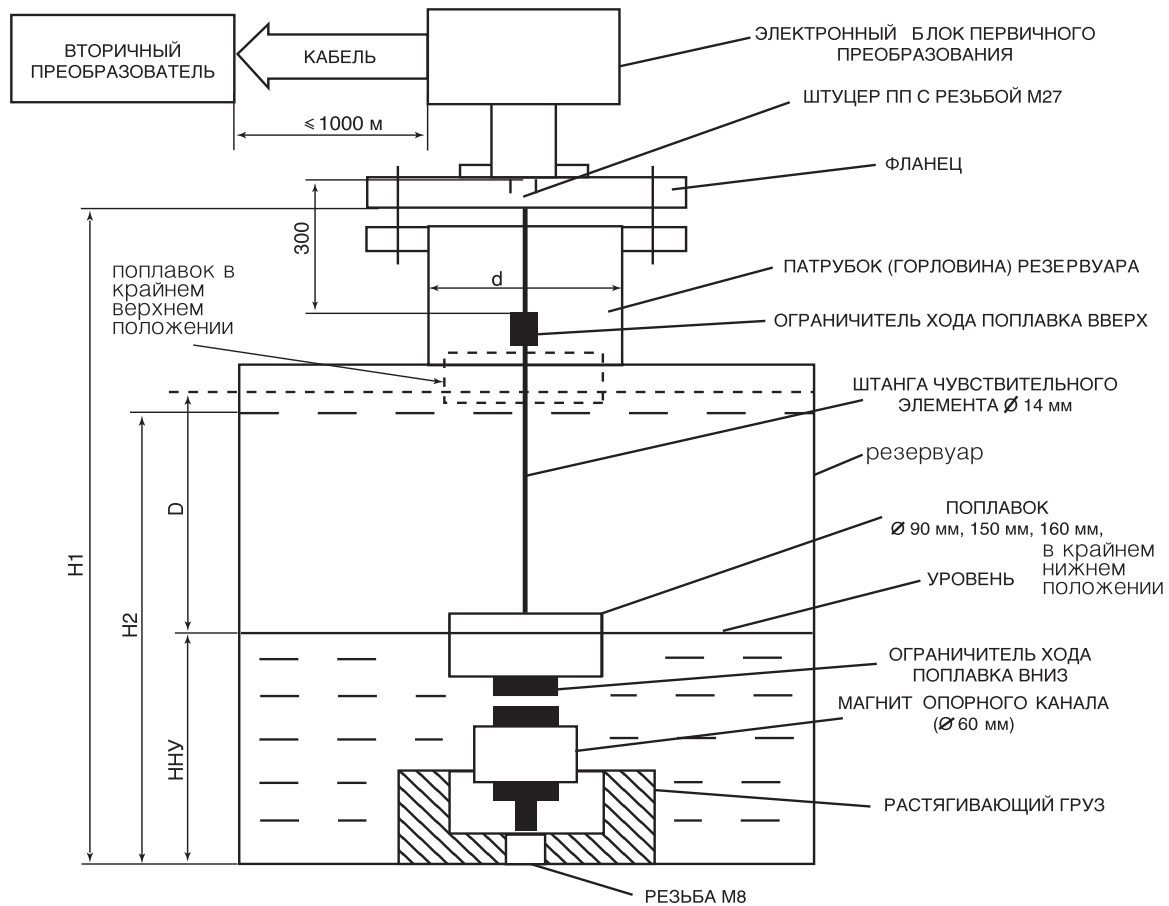 ВТОРИЧНЫЙ
ПРЕОБРАЗОВАТЕЛЬ
КАБЕЛЬ
ЭЛЕКТРОННЫЙ БЛОК ПЕРВИЧНОГО
ПРЕОБРАЗОВАНИЯ
⩽ 1000 м
ШТУЦЕР ПП С РЕЗЬБОЙ М27
ФЛАНЕЦ
300
поплавок в
крайнем
верхнем
положении
d
ПАТРУБОК (ГОРЛОВИНА) РЕЗЕРВУАРА
ОГРАНИЧИТЕЛЬ ХОДА ПОПЛАВКА ВВЕРХ
ШТАНГА ЧУВСТВИТЕЛЬНОГО
ЭЛЕМЕНТА Ø 14 мм
резервуар
D
H1
H2
ПОПЛАВОК
Ø 90 мм, 150 мм, 160 мм,
в крайнем
нижнем
положении
УРОВЕНЬ
ОГРАНИЧИТЕЛЬ ХОДА
ПОПЛАВКА ВНИЗ
МАГНИТ ОПОРНОГО КАНАЛА
(Ø 60 мм)
ННУ
РАСТЯГИВАЮЩИЙ ГРУЗ
РЕЗЬБА М8